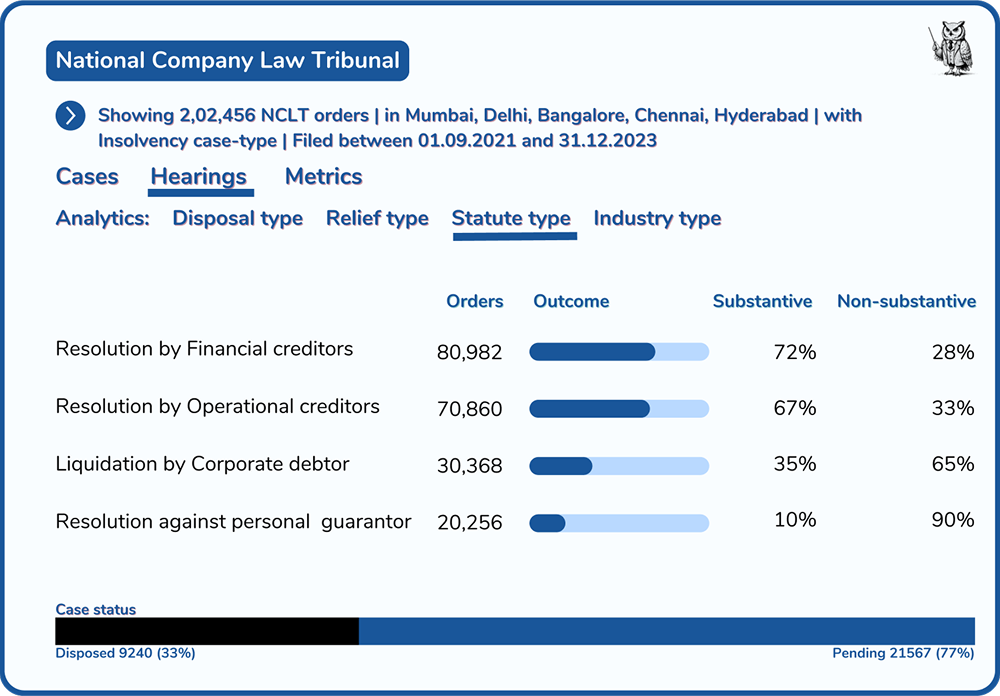 National Company Law Tribunal
Showing 2,02,456 NCLT orders | in Mumbai, Delhi, Bangalore, Chennai, Hyderabad | with
Insolvency case-type | Filed between 01.09.2021 and 31.12.2023
Cases Hearings Metrics
Analytics: Disposal type Relief type Statute type Industry type
Orders Outcome Substantive Non-substantive
Resolution by Financial creditors 80,982 72% 28%
Resolution by Operational creditors 70,860 67% 33%
Liquidation by Corporate debtor 30,368 35% 65%
Resolution against personal guarantor 20,256 10% 90%
Case status
Disposed 9240 (33%) Pending 21567 (77%)